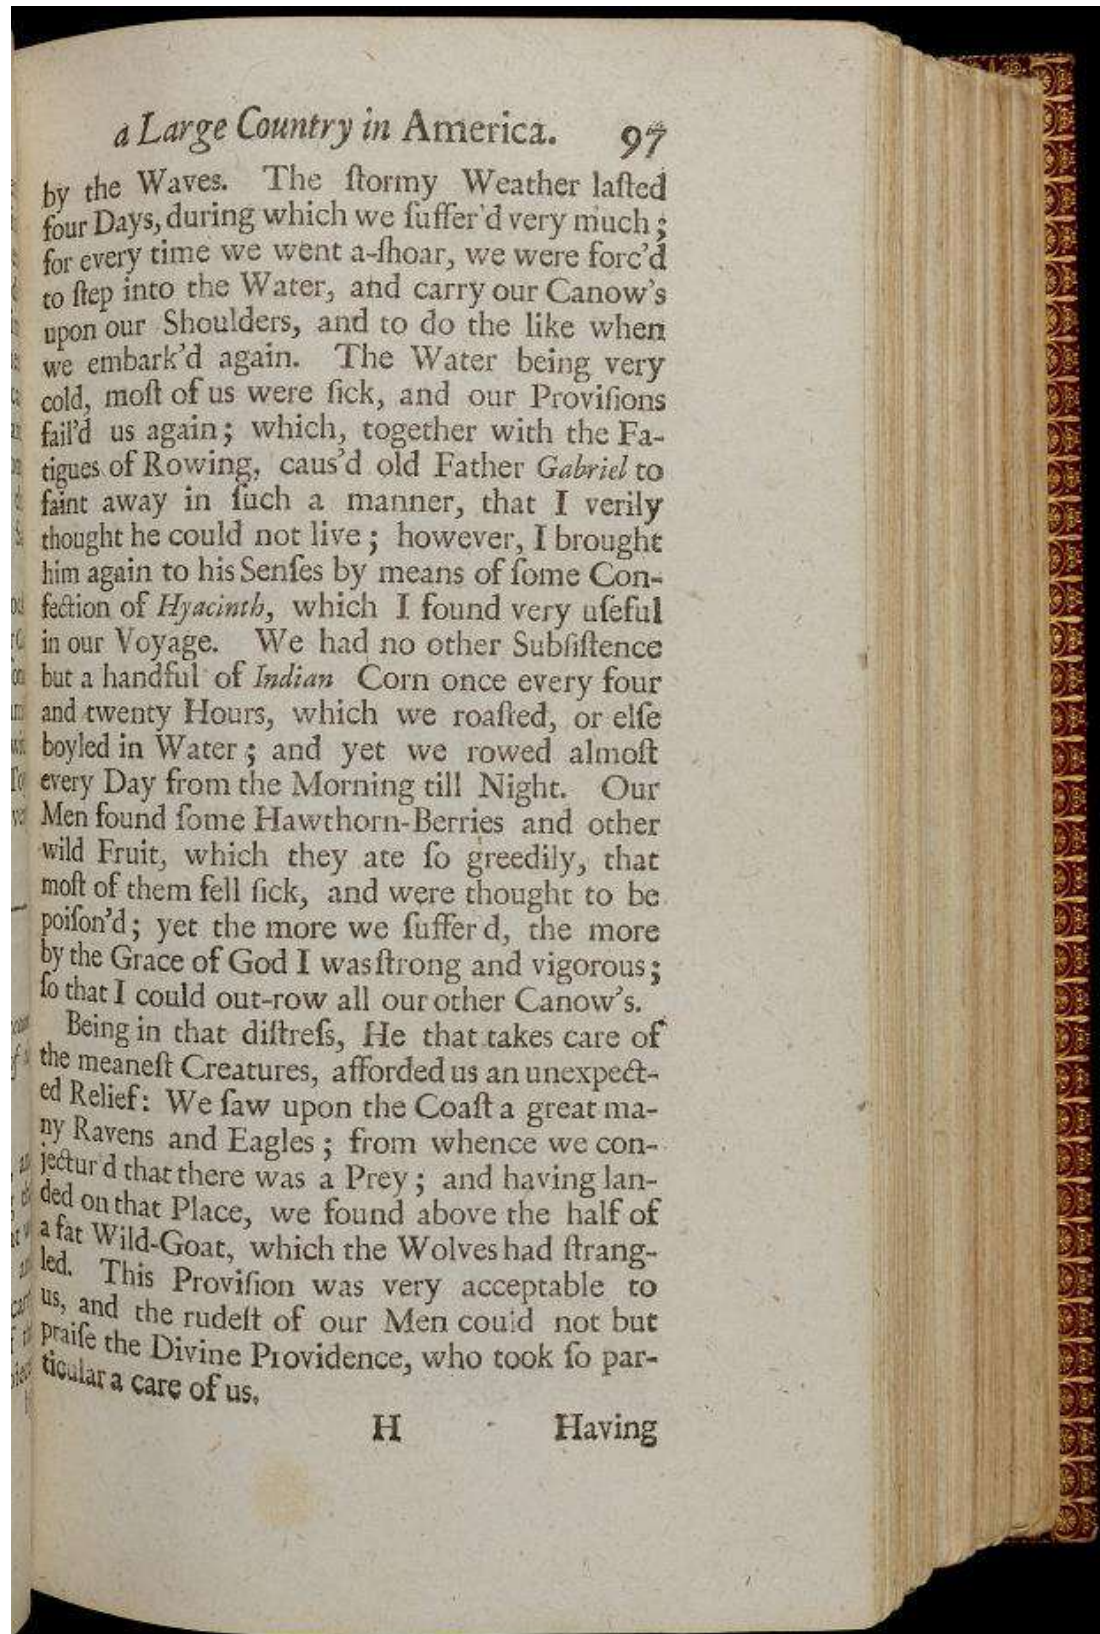 a Large Country in America. 97
by the Waves. The ſtormy Weather laſted
four Days, during which we ſuffer'd very much;
for every time we went a-ſhoar, we were forc'd
to ſtep into the Water, and carry our Canow's
upon our Shoulders, and to do the like when
we embark'd again. The Water being very
cold, moſt of us were ſick, and our Proviſions
fail'd us again; which, together with the Fa-
tigues of Rowing, caus'd old Father Gabriel to
faint away in ſuch a manner, that I verily
thought he could not live; however, I brought
him again to his Senſes by means of ſome Con-
fection of Hyacinth, which I found very uſeful
in our Voyage. We had no other Subſiſtence
but a handful of Indian Corn once every four
and twenty Hours, which we roaſted, or elſe
boyled in Water; and yet we rowed almoſt
every Day from the Morning till Night. Our
Men found ſome Hawthorn-Berries and other
wild Fruit, which they ate ſo greedily, that
moſt of them fell ſick, and were thought to be
poiſon'd; yet the more we ſuffer d, the more
by the Grace of God I was ſtrong and vigorous;
ſo that I could out-row all our other Canow's.
Being in that diſtreſs, He that takes care of
the meaneſt Creatures, afforded us an unexpect-
ed Relief: We ſaw upon the Coaſt a great ma-
ny Ravens and Eagles; from whence we con-
jectur'd that there was a Prey; and having lan-
ded on that Place, we found above the half of
a fat Wild-Goat, which the Wolves had ſtrang-
led. This Proviſion was very acceptable to
us, and the rudeſt of our Men could not but
praiſe the Divine Providence, who took ſo par-
ticular a care of us.
H Having